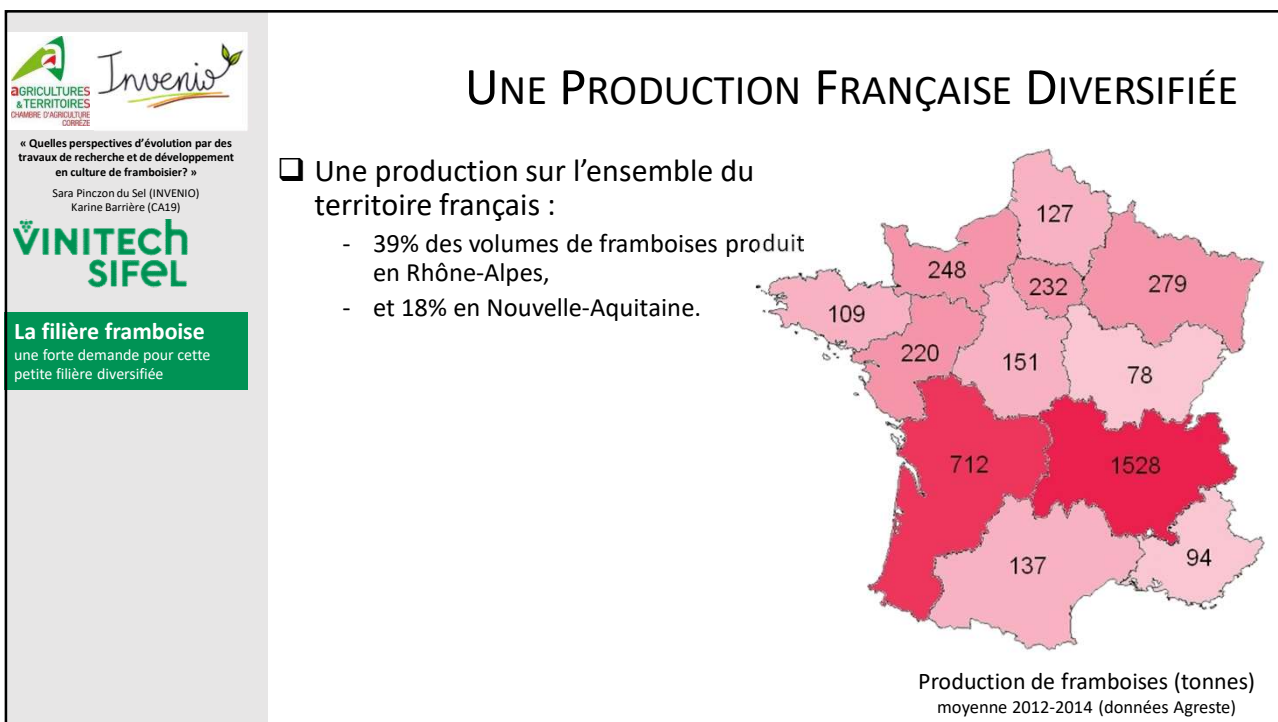 AGRICULTURES
& TERRITOIRES
CHAMBRE D'AGRICULTURE
CORRÈZE
Invenio
« Quelles perspectives d'évolution par des
travaux de recherche et de développement
en culture de framboisier? »
Sara Pinczon du Sel (INVENIO)
Karine Barrière (CA19)
VINITECH
SIFEL
La filière framboise
une forte demande pour cette
petite filière diversifiée
UNE PRODUCTION FRANÇAISE DIVERSIFIÉE
Une production sur l'ensemble du
territoire français :
- 39% des volumes de framboises produit
en Rhône-Alpes,
- et 18% en Nouvelle-Aquitaine.
127
248
232
279
109
220
151
78
712
1528
137
94
Production de framboises (tonnes)
moyenne 2012-2014 (données Agreste)